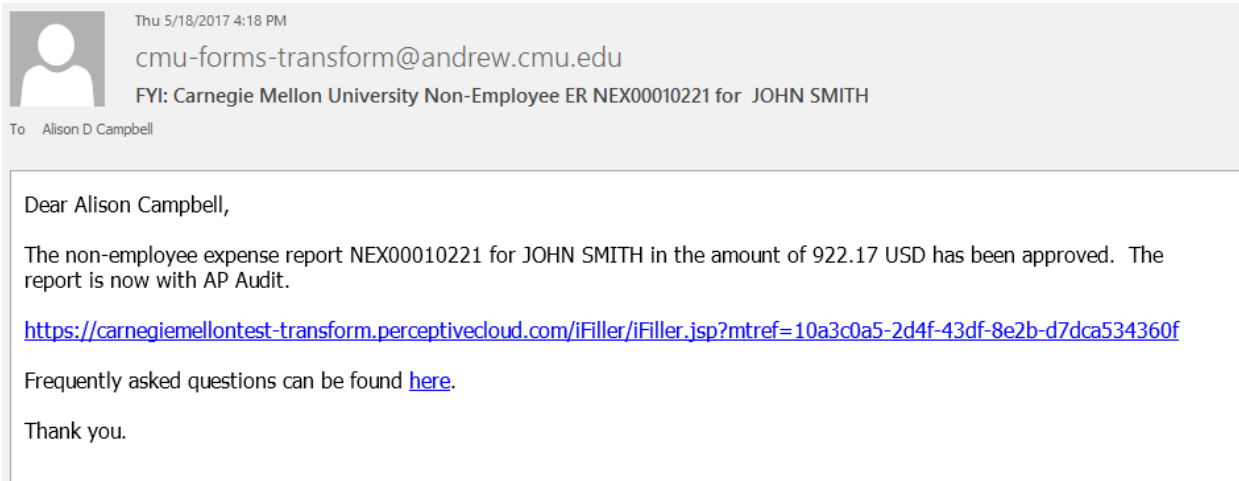 Thu 5/18/2017 4:18 PM
cmu-forms-transform@andrew.cmu.edu
FYI: Carnegie Mellon University Non-Employee ER NEX00010221 for  JOHN SMITH
To Alison D Campbell
Dear Alison Campbell,
The non-employee expense report NEX00010221 for JOHN SMITH in the amount of 922.17 USD has been approved.  The
report is now with AP Audit.
https://carnegiemellontest-transform.perceptivecloud.com/iFiller/iFiller.jsp?mtref=10a3c0a5-2d4f-43df-8e2b-d7dca534360f
Frequently asked questions can be found here.
Thank you.